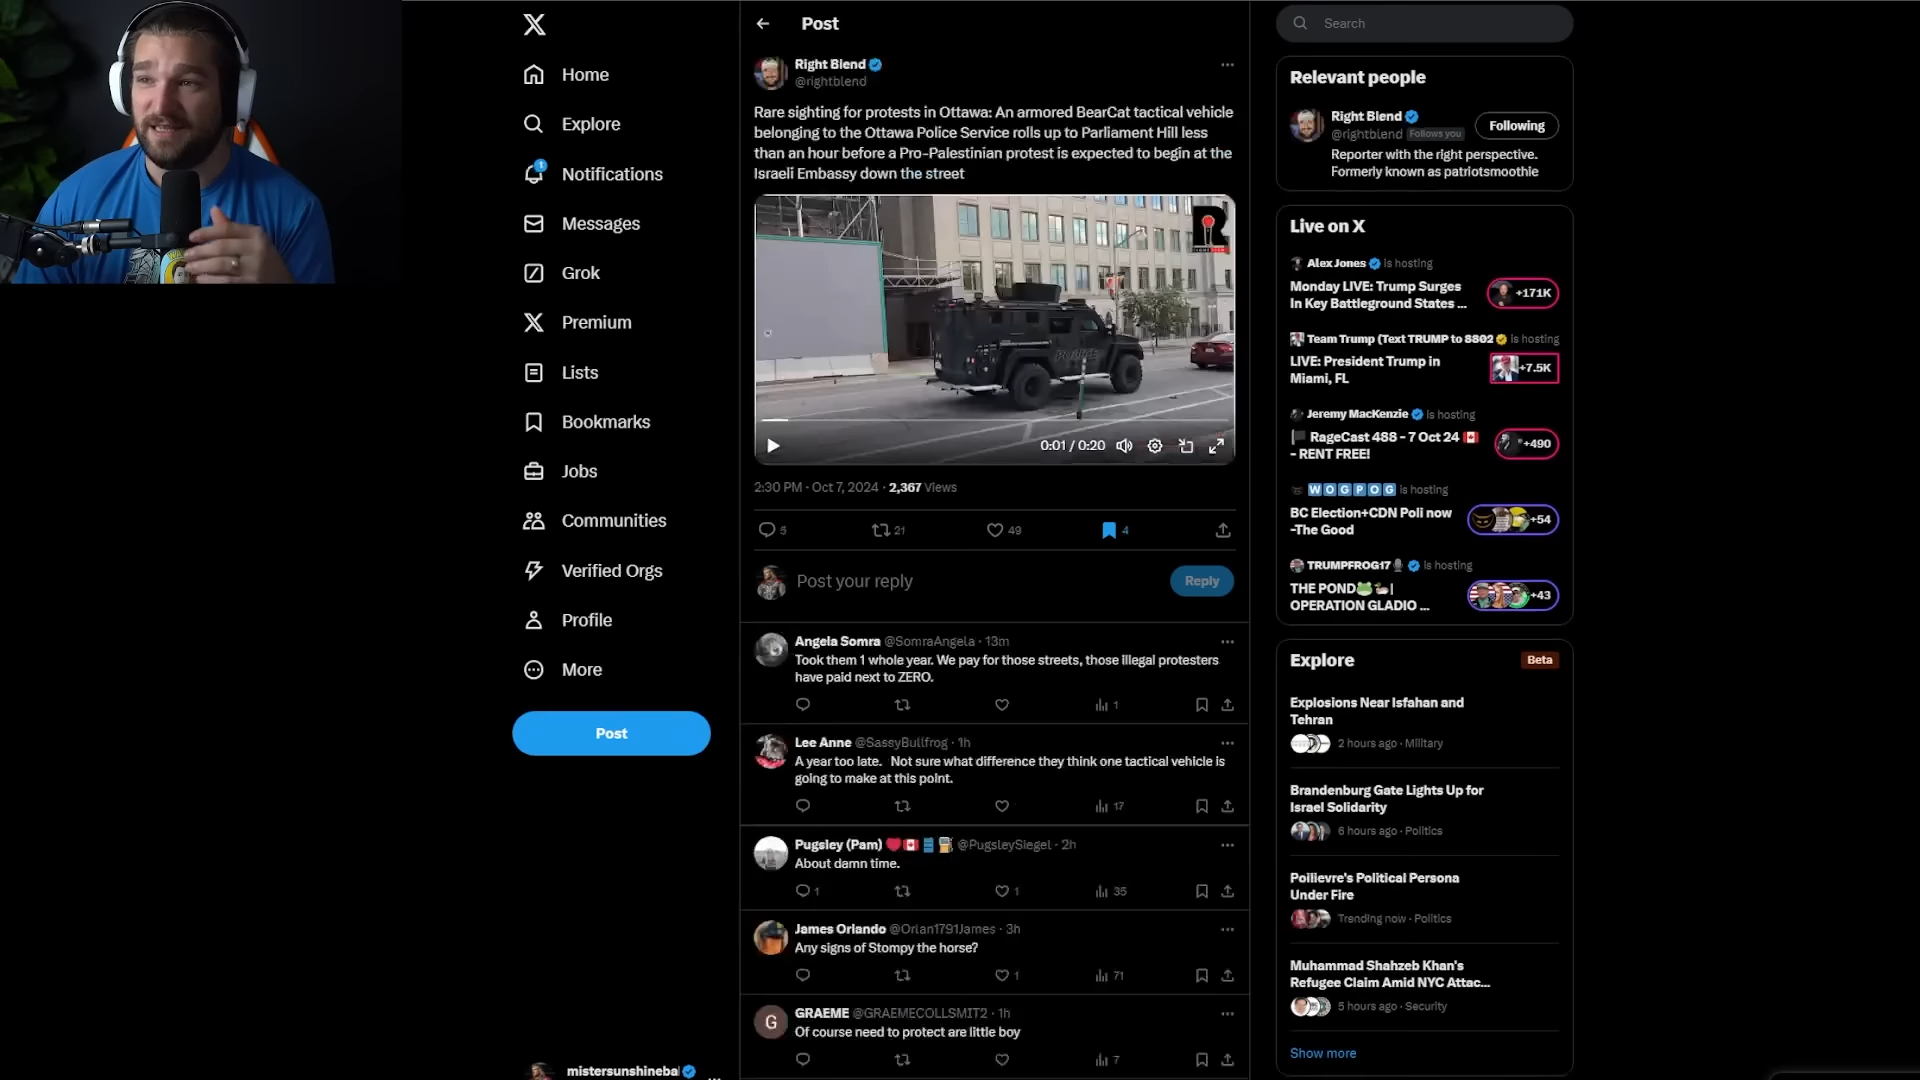 Home
Explore
1
Notifications
Messages
Grok
Premium
Lists
Bookmarks
Jobs
Communities
Verified Orgs
Profile
More
Post
mistersunshinebal
Post
Right Blend
@rightblend
Rare sighting for protests in Ottawa: An armored BearCat tactical vehicle
belonging to the Ottawa Police Service rolls up to Parliament Hill less
than an hour before a Pro-Palestinian protest is expected to begin at the
Israeli Embassy down the street
POLICE
0:01 / 0:20
2:30 PM · Oct 7, 2024 · 2,367 Views
5 21 49 4
Post your reply
Reply
Angela Somra @SomraAngela · 13m
Took them 1 whole year. We pay for those streets, those illegal protesters
have paid next to ZERO.
1
Lee Anne @SassyBullfrog · 1h
A year too late. Not sure what difference they think one tactical vehicle is
going to make at this point.
17
Pugsley (Pam) @PugsleySiegel · 2h
About damn time.
1 1 35
James Orlando @Orlan1791James · 3h
Any signs of Stompy the horse?
1 71
G
GRAEME @GRAEMECOLLSMIT2 · 1h
Of course need to protect are little boy
7
Search
Relevant people
Right Blend
@rightblend Follows you
Following
Reporter with the right perspective.
Formerly known as patriotsmoothie
Live on X
Alex Jones is hosting
Monday LIVE: Trump Surges
In Key Battleground States ...
+171K
Team Trump (Text TRUMP to 8802 is hosting
LIVE: President Trump in
Miami, FL
+7.5K
Jeremy MacKenzie is hosting
RageCast 488 - 7 Oct 24
- RENT FREE!
+490
WOGPOG is hosting
BC Election+CDN Poli now
-The Good
+54
TRUMPFROG17 is hosting
THE POND |
OPERATION GLADIO ...
+43
Explore
Beta
Explosions Near Isfahan and
Tehran
2 hours ago · Military
Brandenburg Gate Lights Up for
Israel Solidarity
6 hours ago · Politics
Poilievre's Political Persona
Under Fire
Trending now · Politics
Muhammad Shahzeb Khan's
Refugee Claim Amid NYC Attac...
5 hours ago · Security
Show more